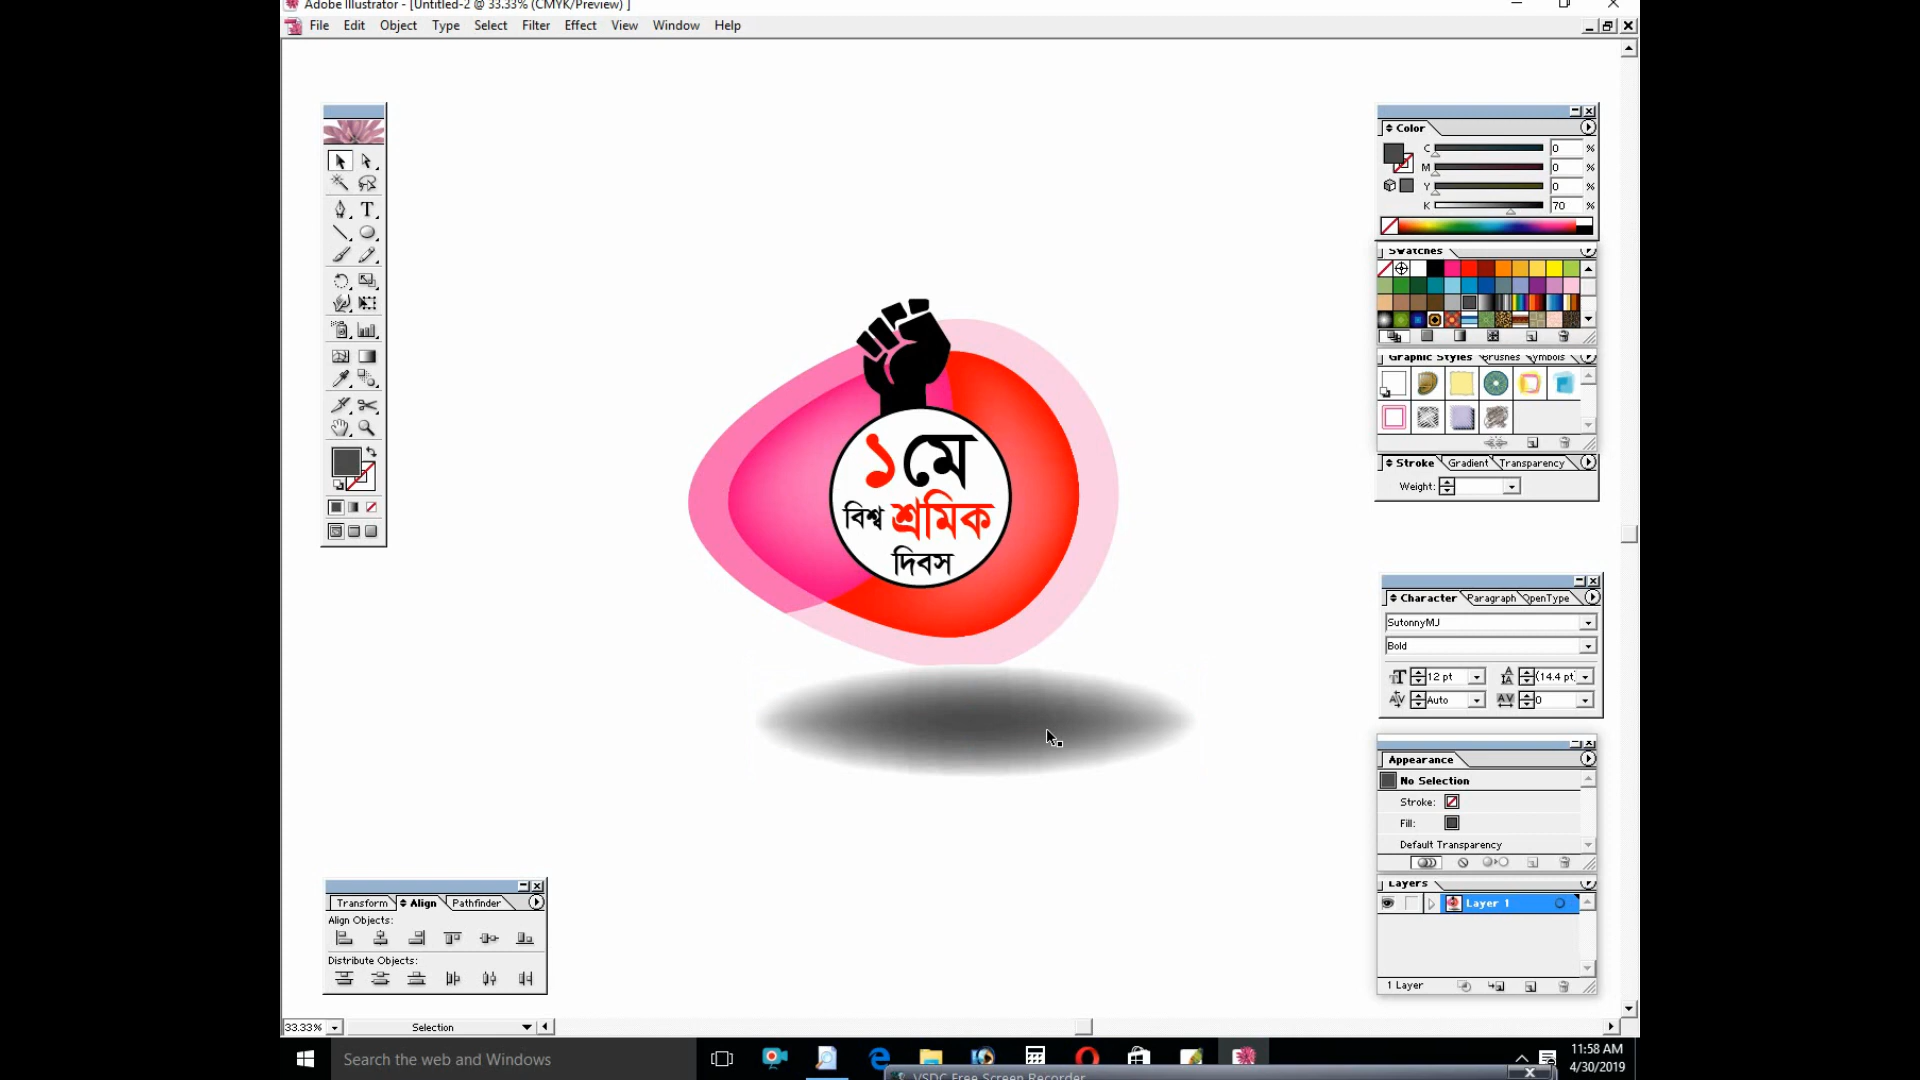 Adobe Illustrator - [Untitled-2 @ 33.33% (CMYK/Preview) ]
File Edit Object Type Select Filter Effect View Window Help
Color
C 0 %
M 0 %
Y 0 %
K 70 %
Swatches
Graphic Styles Brushes Symbols
Stroke Gradient Transparency
Weight:
১মে
বিশ্ব শ্রমিক
দিবস
Character Paragraph OpenType
SutonnyMJ
Bold
12 pt (14.4 pt)
Auto 0
Appearance
No Selection
Stroke:
Fill:
Default Transparency
Layers
Layer 1
1 Layer
Transform Align Pathfinder
Align Objects:
Distribute Objects:
33.33% Selection
Search the web and Windows
11:58 AM
4/30/2019
VSDC Free Screen Recorder